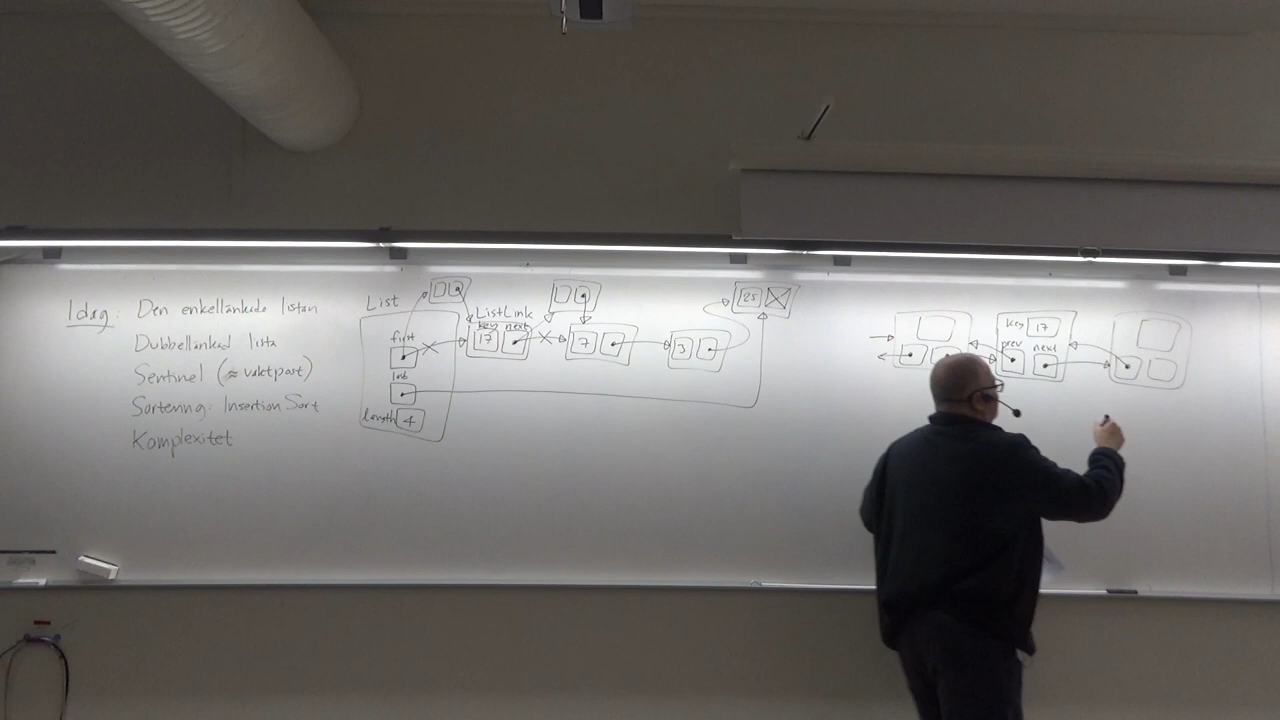 Idag: Den enkellänkade listan
Dubbellänkad lista
Sentinel (≈ vaktpost)
Sortering: Insertion Sort
Komplexitet
List
ListLink
first
key next
17
7
3
25
last
length 4
key 17
prev next